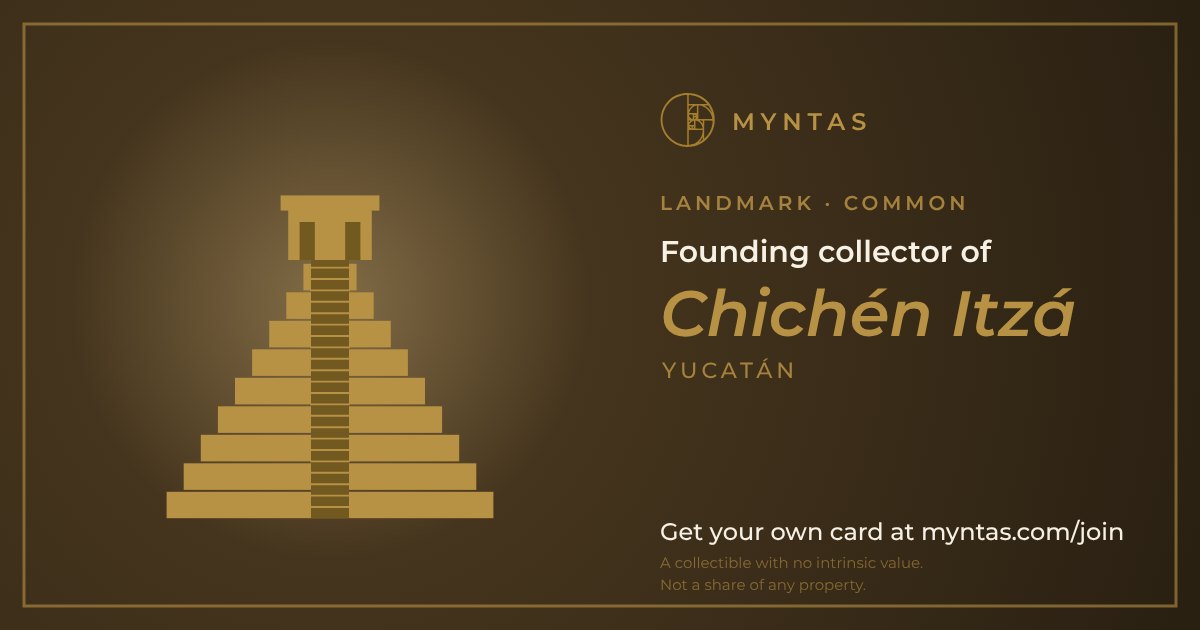 MYNTAS
LANDMARK · COMMON
Founding collector of
Chichén Itzá
YUCATÁN
Get your own card at myntas.com/join
A collectible with no intrinsic value.
Not a share of any property.